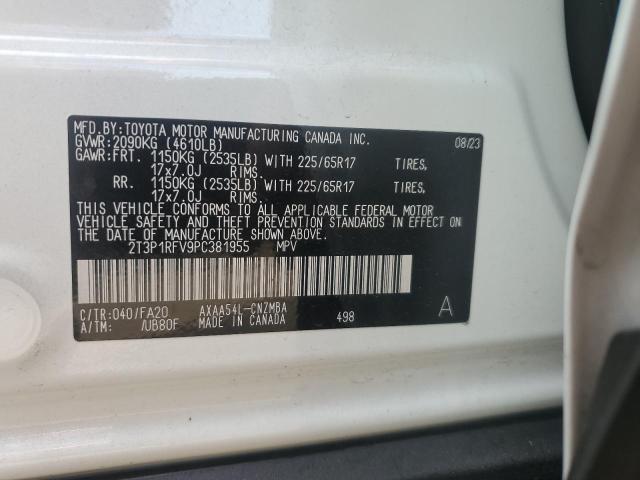 MFD.BY:TOYOTA MOTOR MANUFACTURING CANADA INC.
GVWR:2090KG (4610LB) 08/23
GAWR:FRT. 1150KG (2535LB) WITH 225/65R17 TIRES,
17x7.0J RIMS.
RR. 1150KG (2535LB) WITH 225/65R17 TIRES,
17x7.0J RIMS.
THIS VEHICLE CONFORMS TO ALL APPLICABLE FEDERAL MOTOR
VEHICLE SAFETY AND BUMPER STANDARDS IN EFFECT ON
THE DATE OF MANUFACTURE SHOWN ABOVE.
2T3P1RFV9PC381955 MPV
C/TR:040/FA20 AXAA54L-CNZMBA
A/TM: /UB80F MADE IN CANADA 498
A